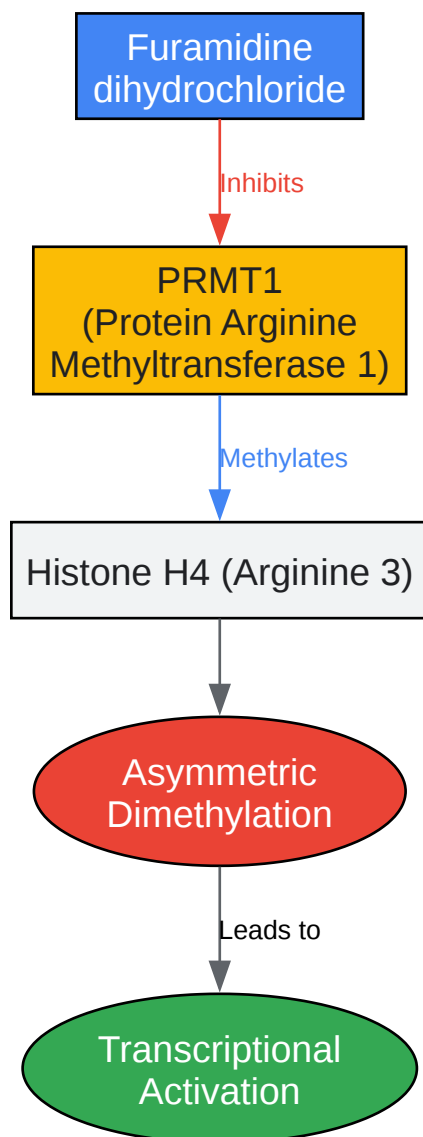 Furamidine
dihydrochloride
Inhibits
PRMT1
(Protein Arginine
Methyltransferase 1)
Methylates
Histone H4 (Arginine 3)
Asymmetric
Dimethylation
Leads to
Transcriptional
Activation